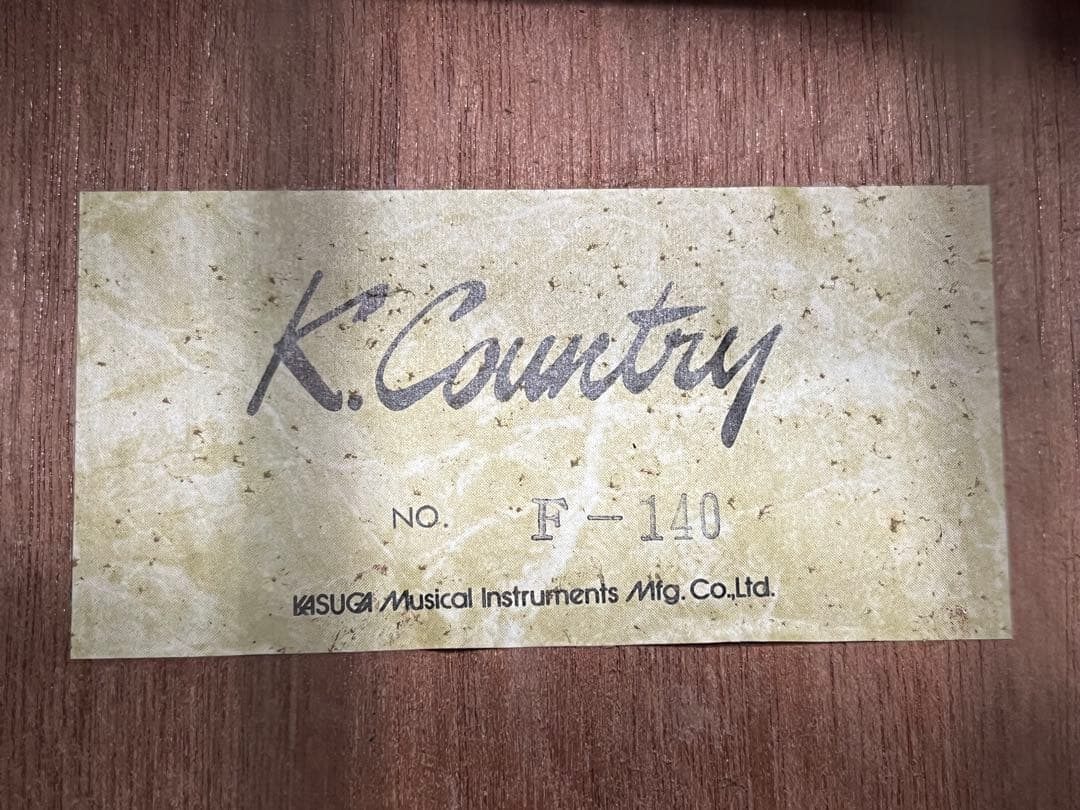 K. Country
NO. F-140
KASUGA Musical Instruments Mfg. Co.,Ltd.